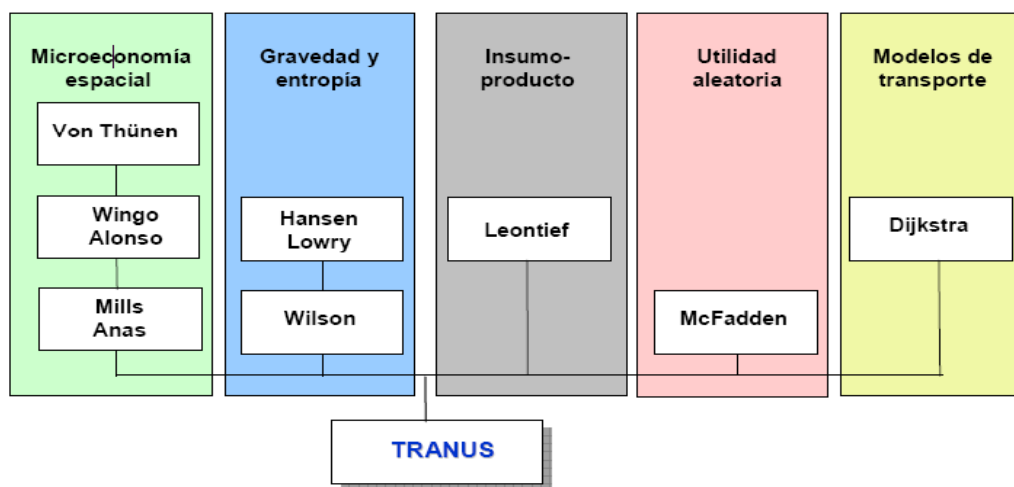 Microeconomía
espacial
Von Thünen
Wingo
Alonso
Mills
Anas
Gravedad y
entropía
Hansen
Lowry
Wilson
Insumo-
producto
Leontief
Utilidad
aleatoria
McFadden
Modelos de
transporte
Dijkstra
TRANUS